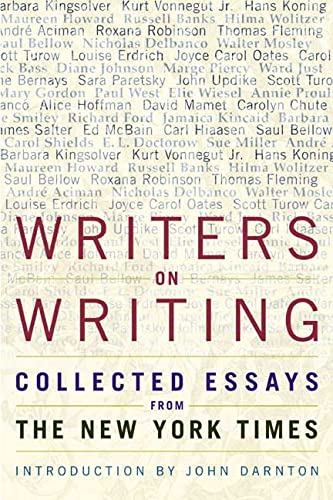 arbara Kingsolver Kurt Vonnegut Jr. Hans Koning
Maureen Howard Russell Banks Hilma Wolitzer
ndré Aciman Roxana Robinson Thomas Fleming
aul Bellow Nicholas Delbanco Walter Mosley
ott Turow Louise Erdrich Joyce Carol Oates
ck Bass Diane Johnson Marge Piercy Ward Just
e Bernays Sara Paretsky John Updike Scott Turo
Mary Gordon Paul West Elie Wiesel Annie Proul
anco Alice Hoffman David Mamet Carolyn Chute
e Smiley Richard Ford Jamaica Kincaid Barbara
ames Salter Ed McBain Carl Hiaasen Saul Bellow
Carol Shields E. L. Doctorow Sue Miller André
Barbara Kingsolver Kurt Vonnegut Jr. Hans Koning
Maureen Howard Russell Banks Hilma Wolitzer
Saul Bellow Roxana Robinson Thomas Fleming
André Aciman Nicholas Delbanco Walter Mos
Louise Erdrich Joyce Carol Oates Scott Turow
WRITERS
ON
WRITING
COLLECTED ESSAYS
FROM
THE NEW YORK TIMES
INTRODUCTION BY JOHN DARNTON